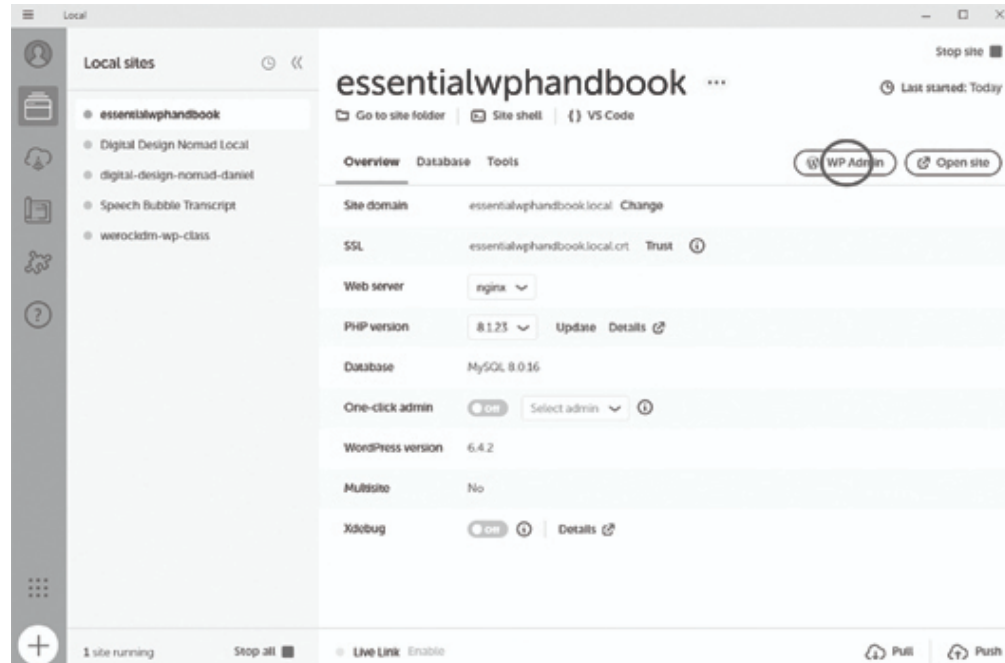 Local
Local sites
essentialwphandbook
Digital Design Nomad Local
digital-design-nomad-daniel
Speech Bubble Transcript
werockdm-wp-class
1 site running Stop all
Stop site
essentialwphandbook ...
Last started: Today
Go to site folder Site shell VS Code
Overview Database Tools WP Admin Open site
Site domain essentialwphandbook.local Change
SSL essentialwphandbook.local.crt Trust
Web server nginx
PHP version 8.1.23 Update Details
Database MySQL 8.0.16
One-click admin Off Select admin
WordPress version 6.4.2
Multisite No
Xdebug Off Details
Live Link Enable Pull Push